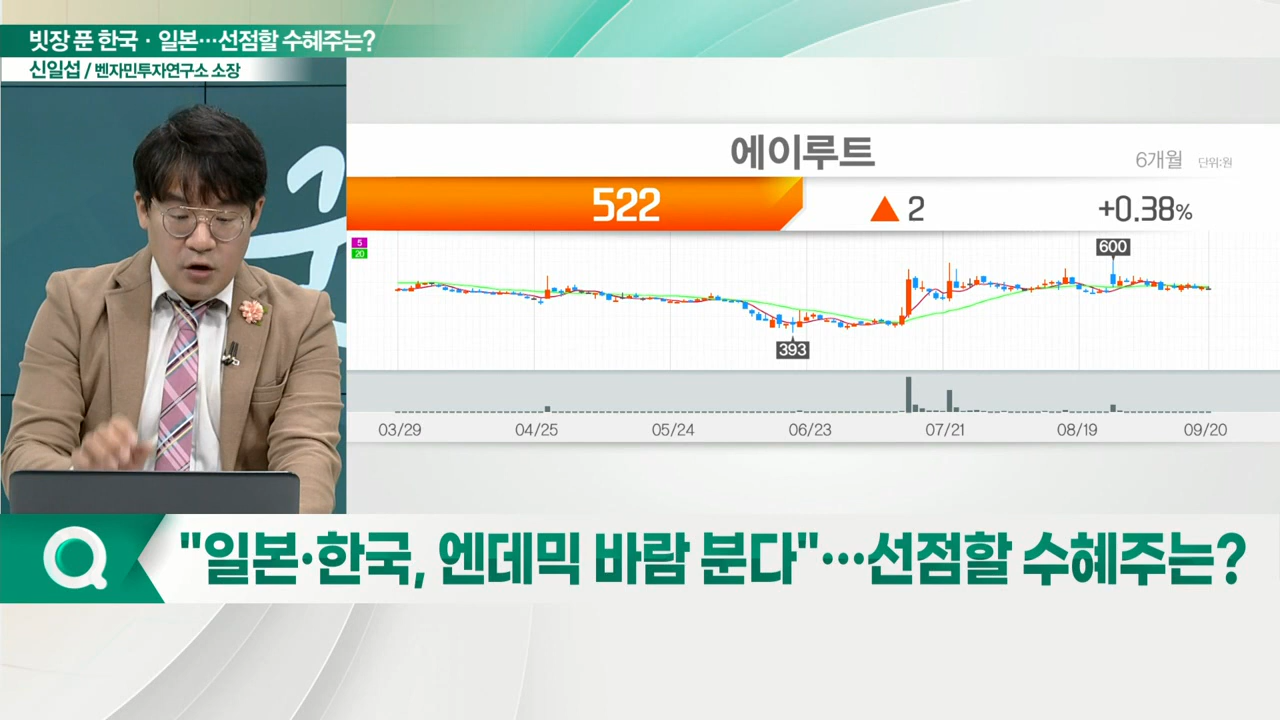 빗장 푼 한국·일본…선점할 수혜주는?
신일섭 / 벤자민투자연구소 소장
에이루트
6개월 단위:원
522 ▲ 2 +0.38%
5
20
600
393
03/29 04/25 05/24 06/23 07/21 08/19 09/20
"일본·한국, 엔데믹 바람 분다"…선점할 수혜주는?